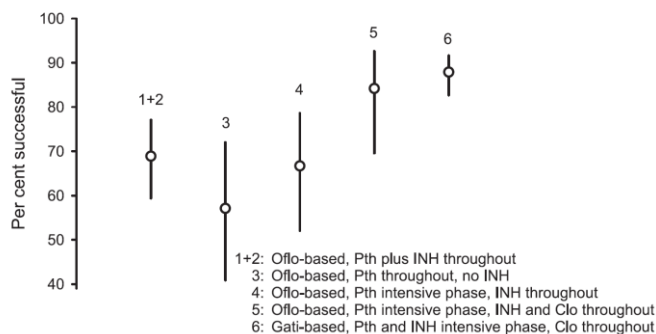 100
90
80
70
60
50
40
Per cent successful
1+2
3
4
5
6
1+2: Oflo-based, Pth plus INH throughout
3: Oflo-based, Pth throughout, no INH
4: Oflo-based, Pth intensive phase, INH throughout
5: Oflo-based, Pth intensive phase, INH and Clo throughout
6: Gati-based, Pth and INH intensive phase, Clo throughout